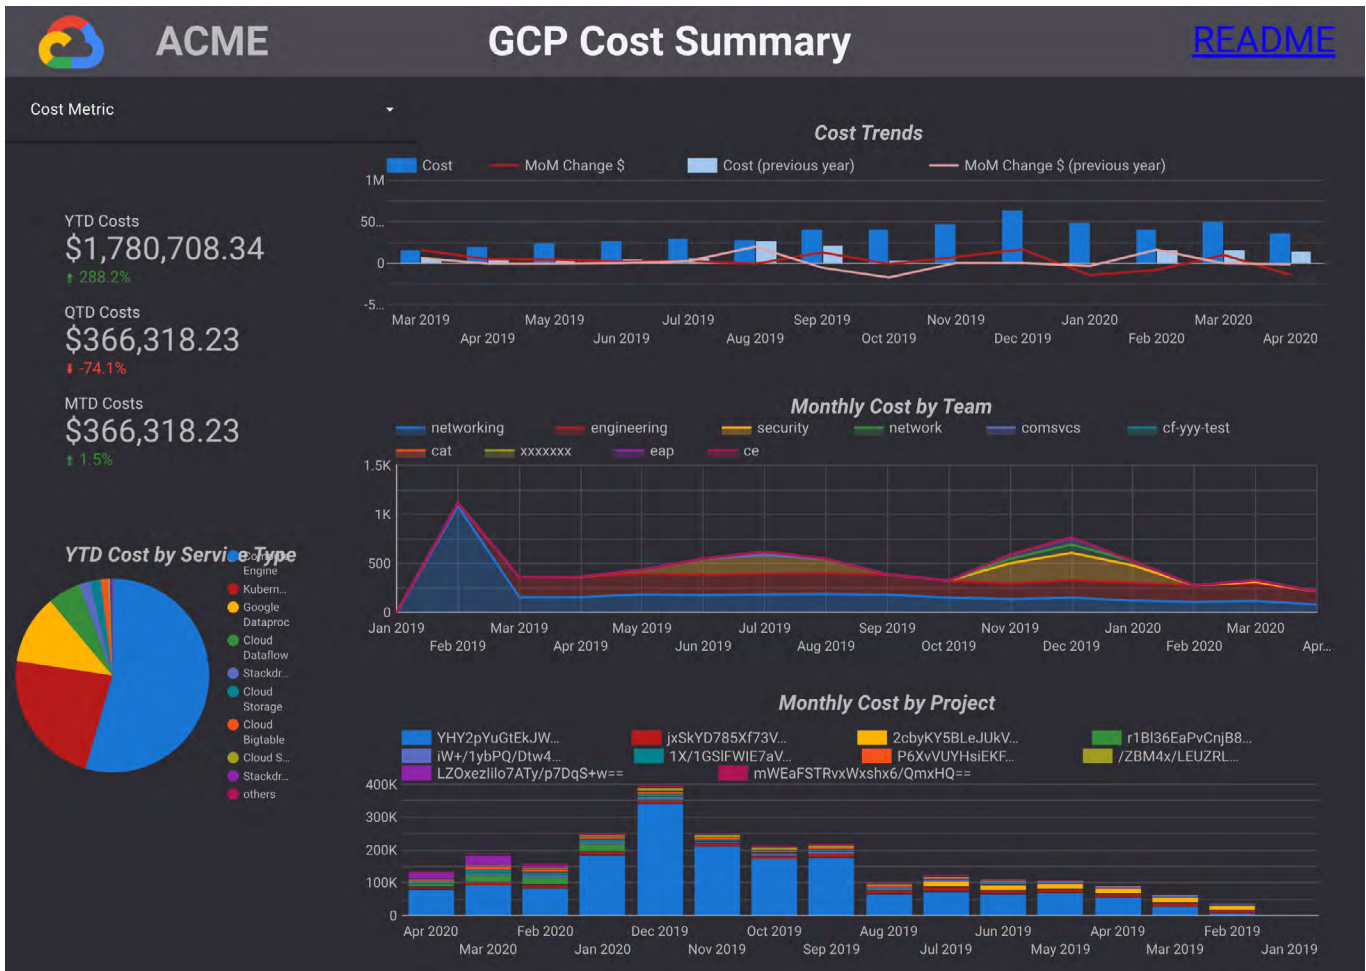 ACME
GCP Cost Summary
README
Cost Metric
YTD Costs
$1,780,708.34
288.2%
QTD Costs
$366,318.23
-74.1%
MTD Costs
$366,318.23
1.5%
YTD Cost by Service Type
Engine
Kubern...
Google
Dataproc
Cloud
Dataflow
Stackdr...
Cloud
Storage
Cloud
Bigtable
Cloud S...
Stackdr...
others
Cost Trends
Cost MoM Change $ Cost (previous year) MoM Change $ (previous year)
1M
50...
0
-5...
Mar 2019 May 2019 Jul 2019 Sep 2019 Nov 2019 Jan 2020 Mar 2020
Apr 2019 Jun 2019 Aug 2019 Oct 2019 Dec 2019 Feb 2020 Apr 2020
Monthly Cost by Team
networking engineering security network comsvcs cf-yyy-test
cat xxxxxxx eap ce
1.5K
1K
500
0
Jan 2019 Mar 2019 May 2019 Jul 2019 Sep 2019 Nov 2019 Jan 2020 Mar 2020
Feb 2019 Apr 2019 Jun 2019 Aug 2019 Oct 2019 Dec 2019 Feb 2020 Apr...
Monthly Cost by Project
YHY2pYuGtEkJW... jxSkYD785Xf73V... 2cbyKY5BLeJUkV... r1Bl36EaPvCnjB8...
iW+/1ybPQ/Dtw4... 1X/1GSlFWIE7aV... P6XvVUYHsiEKF... /ZBM4x/LEUZRL...
LZOxezlilo7ATy/p7DqS+w== mWEaFSTRvxWxshx6/QmxHQ==
400K
300K
200K
100K
0
Apr 2020 Feb 2020 Dec 2019 Oct 2019 Aug 2019 Jun 2019 Apr 2019 Feb 2019
Mar 2020 Jan 2020 Nov 2019 Sep 2019 Jul 2019 May 2019 Mar 2019 Jan 2019